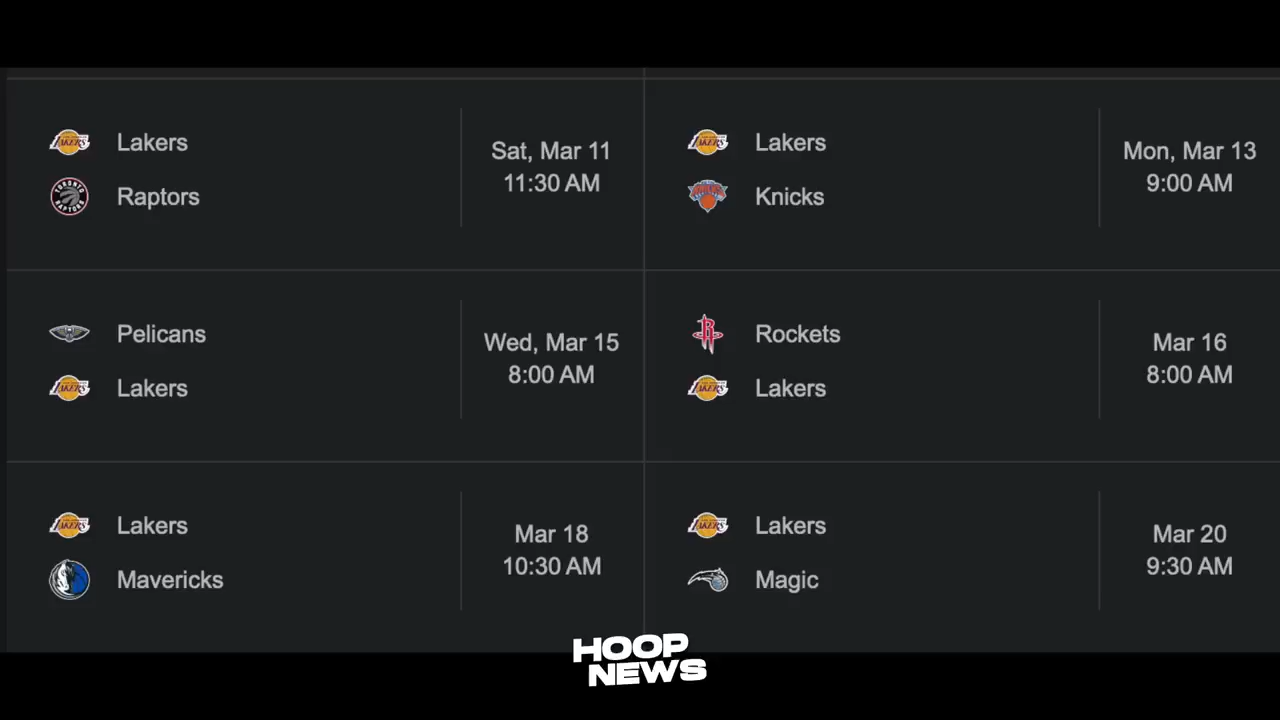 Lakers
Raptors
Sat, Mar 11
11:30 AM
Lakers
Knicks
Mon, Mar 13
9:00 AM
Pelicans
Lakers
Wed, Mar 15
8:00 AM
Rockets
Lakers
Mar 16
8:00 AM
Lakers
Mavericks
Mar 18
10:30 AM
Lakers
Magic
Mar 20
9:30 AM
HOOP
NEWS